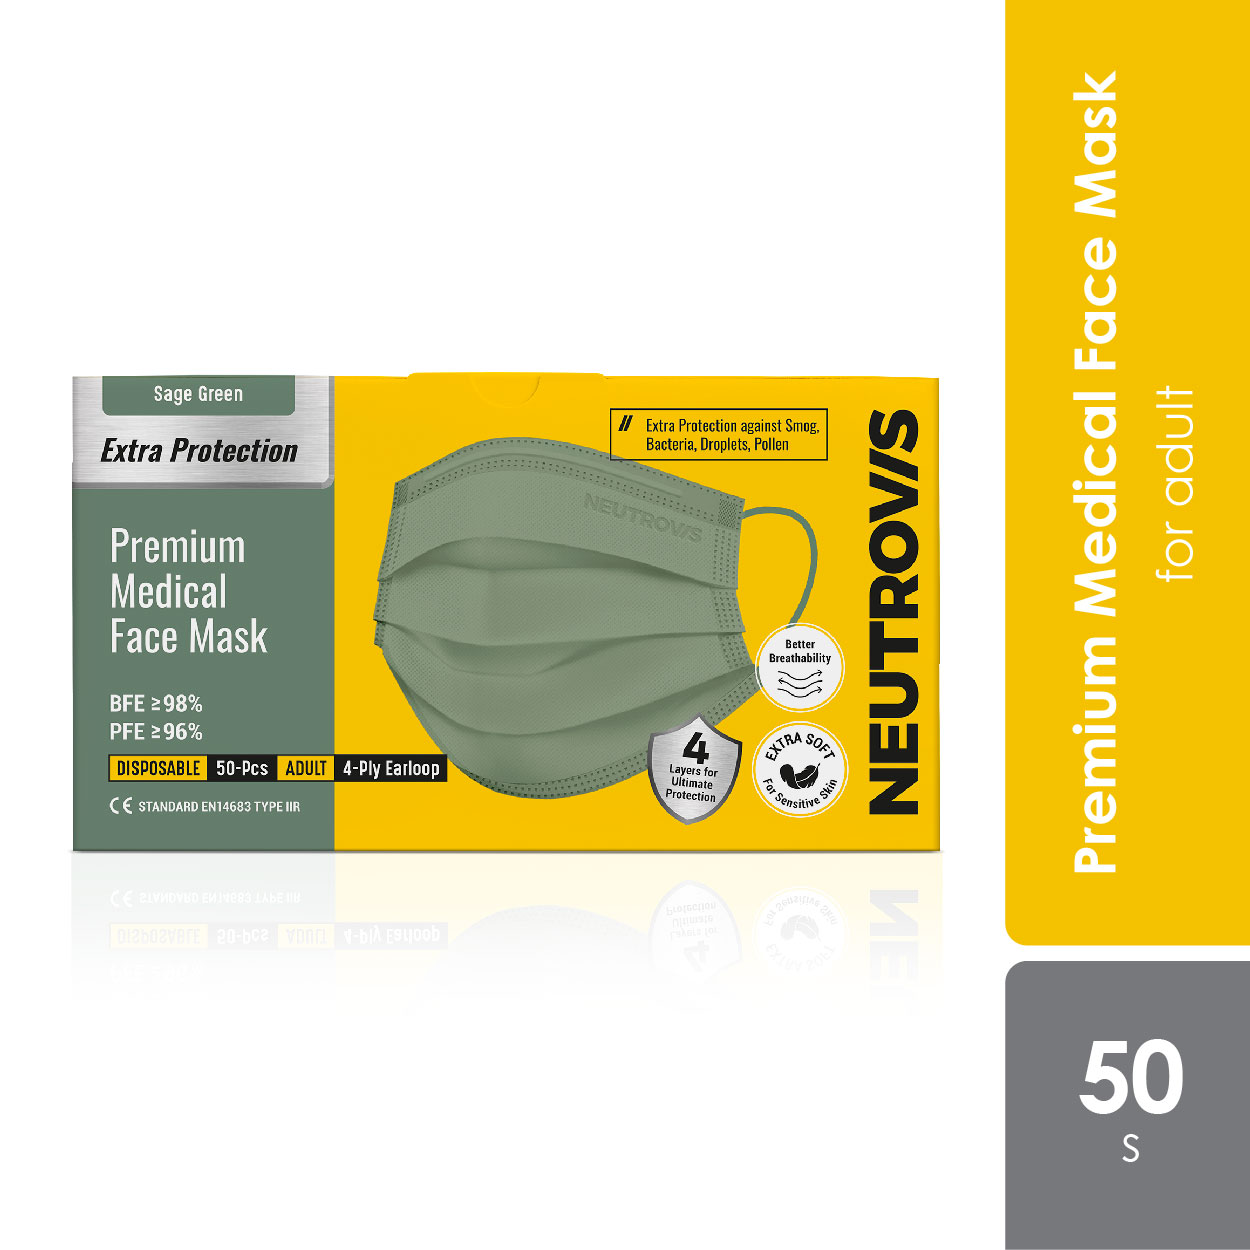 Sage Green
Extra Protection
Premium
Medical
Face Mask
BFE ≥98%
PFE ≥96%
DISPOSABLE 50-Pcs ADULT 4-Ply Earloop
CE STANDARD EN14683 TYPE IIR
// Extra Protection against Smog,
Bacteria, Droplets, Pollen
NEUTROVIS
Better
Breathability
4
Layers for
Ultimate
Protection
EXTRA SOFT
For Sensitive Skin
NEUTROVIS
Premium Medical Face Mask
for adult
50
S